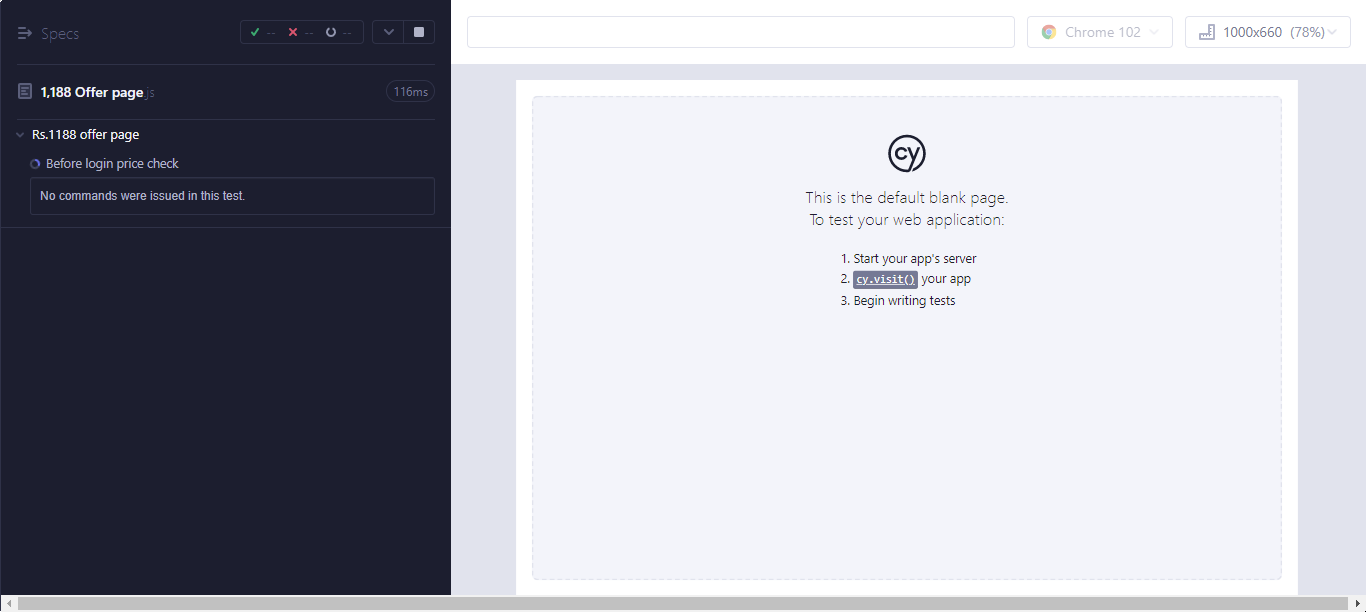 Specs
--
--
--
1,188 Offer page.js
116ms
Rs.1188 offer page
Before login price check
No commands were issued in this test.
Chrome 102
1000x660 (78%)
cy
This is the default blank page.
To test your web application:
1. Start your app's server
2. cy.visit() your app
3. Begin writing tests